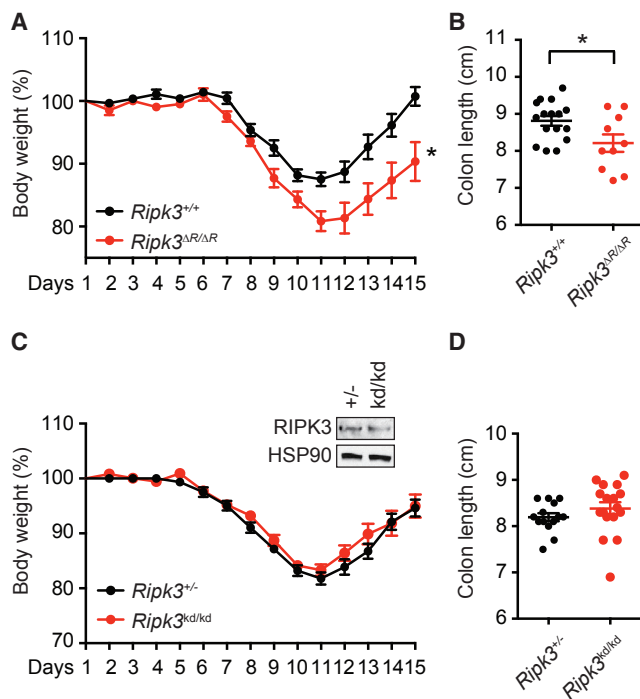 A
Body weight (%)
110
100
90
80
Ripk3+/+
Ripk3ΔR/ΔR
*
Days 1 2 3 4 5 6 7 8 9 10 11 12 13 14 15
B
Colon length (cm)
11
10
9
8
7
6
*
Ripk3+/+
Ripk3ΔR/ΔR
C
Body weight (%)
110
100
90
80
70
+/-
kd/kd
RIPK3
HSP90
Ripk3+/-
Ripk3kd/kd
Days 1 2 3 4 5 6 7 8 9 10 11 12 13 14 15
D
Colon length (cm)
10
9
8
7
6
Ripk3+/-
Ripk3kd/kd